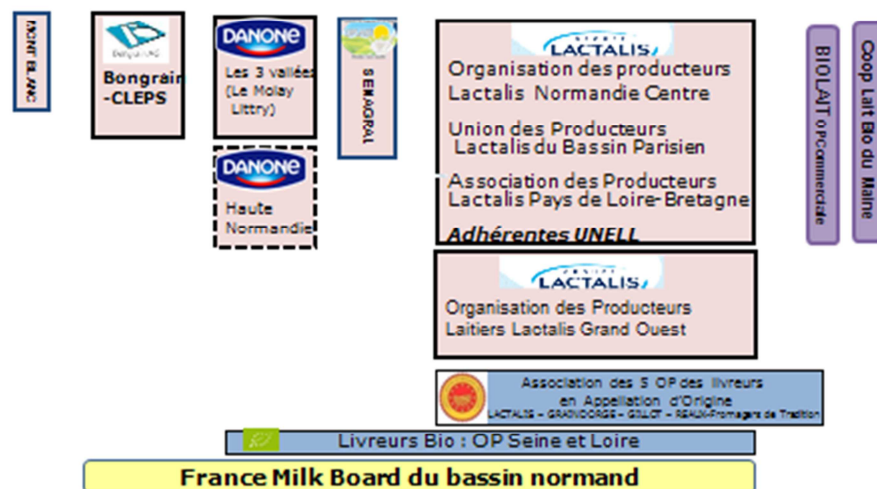 MONT BLANC
Bongrain
-CLEPS
DANONE
Les 3 vallées
(Le Molay
Littry)
DANONE
Haute
Normandie
SENAGRAL
LACTALIS
Organisation des producteurs
Lactalis Normandie Centre
Union des Producteurs
Lactalis du Bassin Parisien
Association des Producteurs
Lactalis Pays de Loire-Bretagne
Adhérentes UNELL
LACTALIS
Organisation des Producteurs
Laitiers Lactalis Grand Ouest
BIOLAIT OP Commerciale
Coop Lait Bio du Maine
Association des 5 OP des livreurs
en Appellation d'Origine
LACTALIS – GRAINDORGE – GILLOT – REAUX-Fromagers de Tradition
Livreurs Bio : OP Seine et Loire
France Milk Board du bassin normand